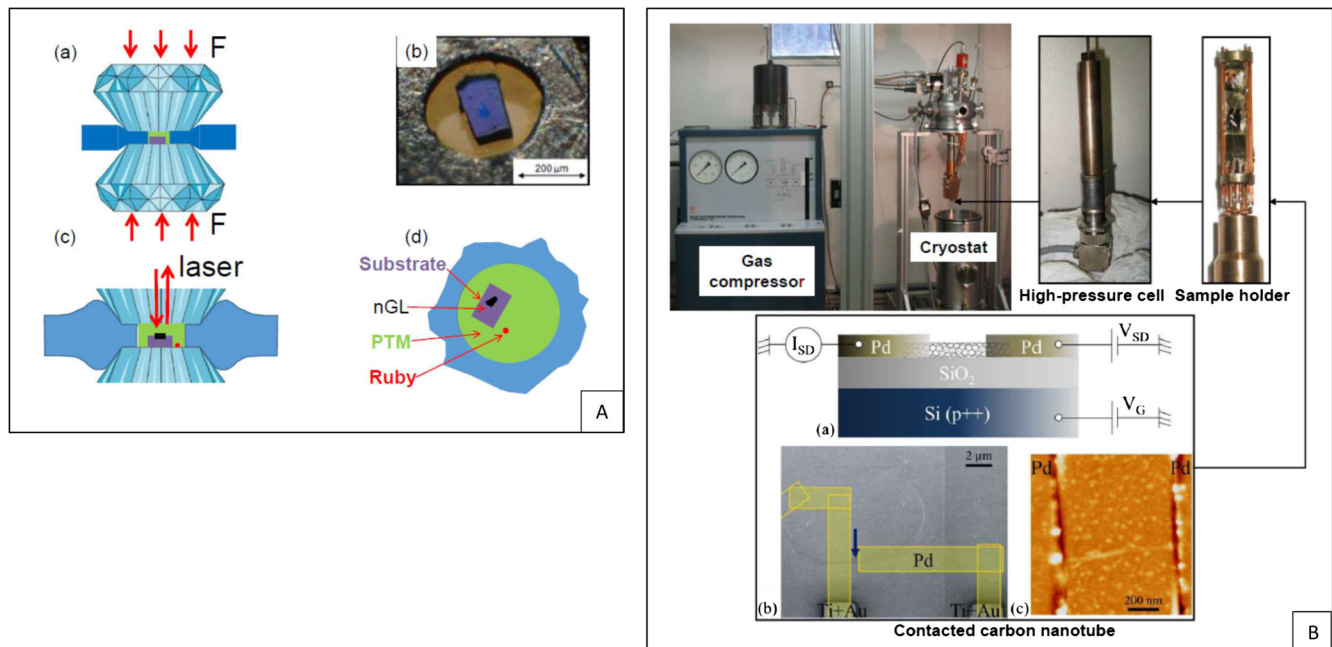 (a)
F
F
(b)
200 µm
(c)
laser
(d)
Substrate
nGL
PTM
Ruby
A
Gas
compressor
Cryostat
High-pressure cell
Sample holder
I_SD
Pd
Pd
V_SD
SiO₂
Si (p++)
V_G
(a)
2 µm
Pd
Ti+Au
Ti+Au
(b)
Pd
Pd
200 nm
(c)
Contacted carbon nanotube
B